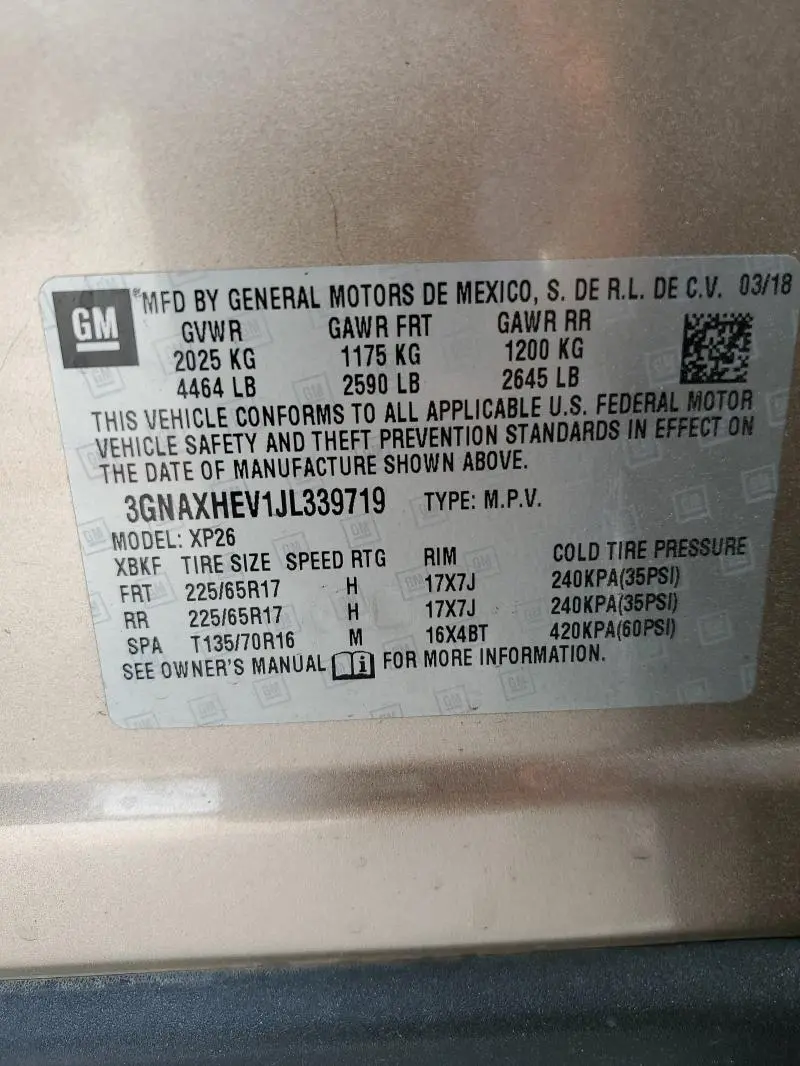 GM ®MFD BY GENERAL MOTORS DE MEXICO, S. DE R.L. DE C.V. 03/18
GVWR GAWR FRT GAWR RR
2025 KG 1175 KG 1200 KG
4464 LB 2590 LB 2645 LB
THIS VEHICLE CONFORMS TO ALL APPLICABLE U.S. FEDERAL MOTOR
VEHICLE SAFETY AND THEFT PREVENTION STANDARDS IN EFFECT ON
THE DATE OF MANUFACTURE SHOWN ABOVE.
3GNAXHEV1JL339719 TYPE: M.P.V.
MODEL: XP26
XBKF TIRE SIZE SPEED RTG RIM COLD TIRE PRESSURE
FRT 225/65R17 H 17X7J 240KPA(35PSI)
RR 225/65R17 H 17X7J 240KPA(35PSI)
SPA T135/70R16 M 16X4BT 420KPA(60PSI)
SEE OWNER'S MANUAL i FOR MORE INFORMATION.